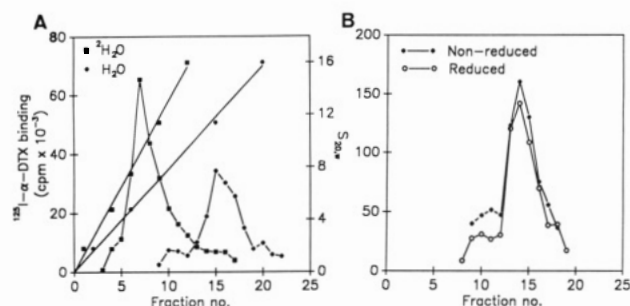 A
B
²H₂O
H₂O
¹²⁵I-α-DTX binding
(cpm x 10⁻³)
80
60
40
20
0
16
12
8
4
0
S₂₀,w
0 5 10 15 20 25
Fraction no.
Non-reduced
Reduced
200
150
100
50
0
0 5 10 15 20 25
Fraction no.